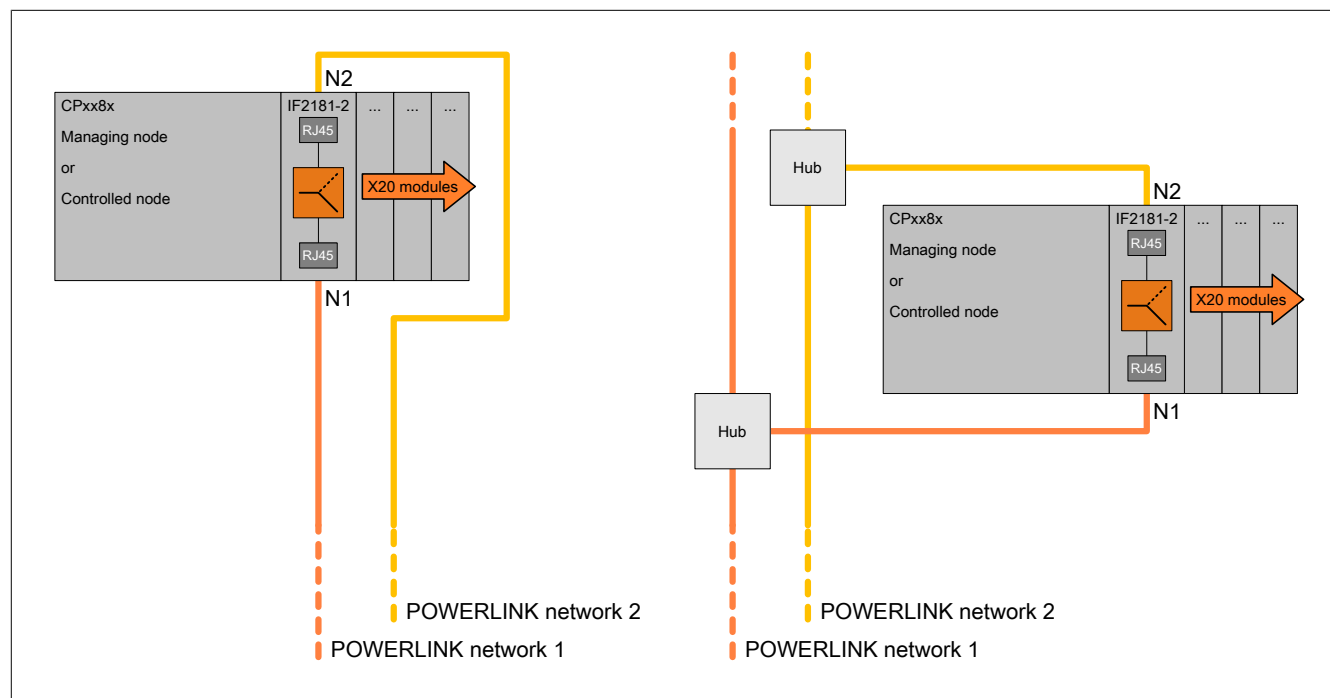 N2
CPxx8x
IF2181-2
...
...
...
Managing node
RJ45
or
X20 modules
Controlled node
RJ45
N1
POWERLINK network 2
POWERLINK network 1
Hub
N2
CPxx8x
IF2181-2
...
...
...
Managing node
RJ45
or
X20 modules
Controlled node
RJ45
N1
Hub
POWERLINK network 2
POWERLINK network 1